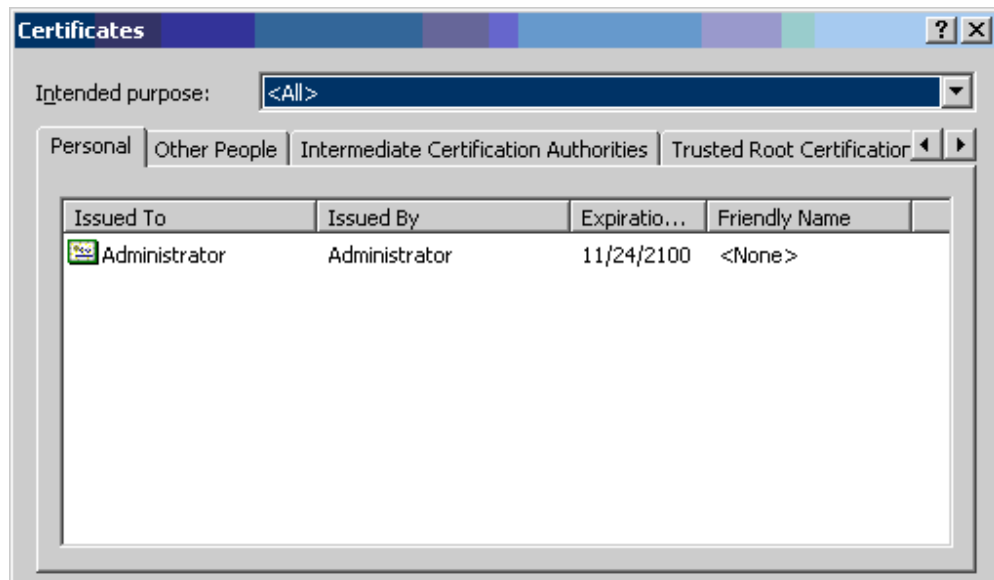 Certificates
Intended purpose: <All>
Personal Other People Intermediate Certification Authorities Trusted Root Certification
Issued To Issued By Expiratio... Friendly Name
Administrator Administrator 11/24/2100 <None>